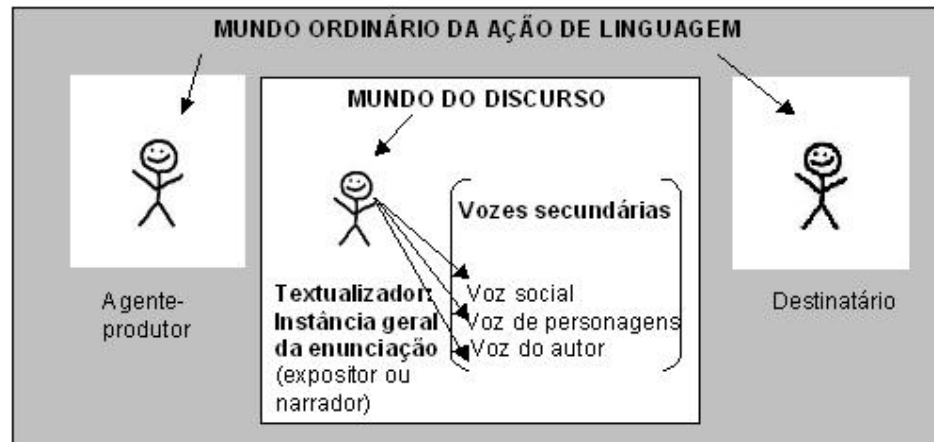 MUNDO ORDINÁRIO DA AÇÃO DE LINGUAGEM
MUNDO DO DISCURSO
Agente-
produtor
Textualizador:
Instância geral
da enunciação
(expositor ou
narrador)
Vozes secundárias
Voz social
Voz de personagens
Voz do autor
Destinatário